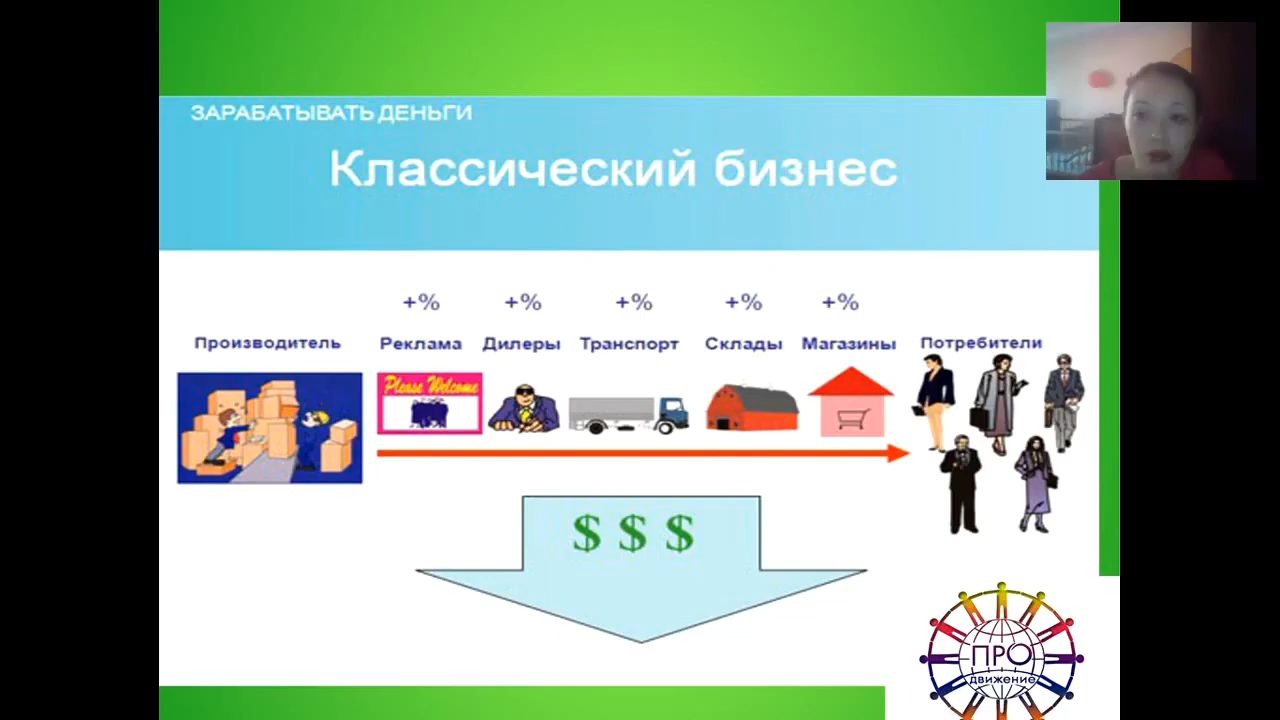 ЗАРАБАТЫВАТЬ ДЕНЬГИ
Классический бизнес
+% +% +% +% +%
Производитель Реклама Дилеры Транспорт Склады Магазины Потребители
Please Welcome
$ $ $
ПРО
движение